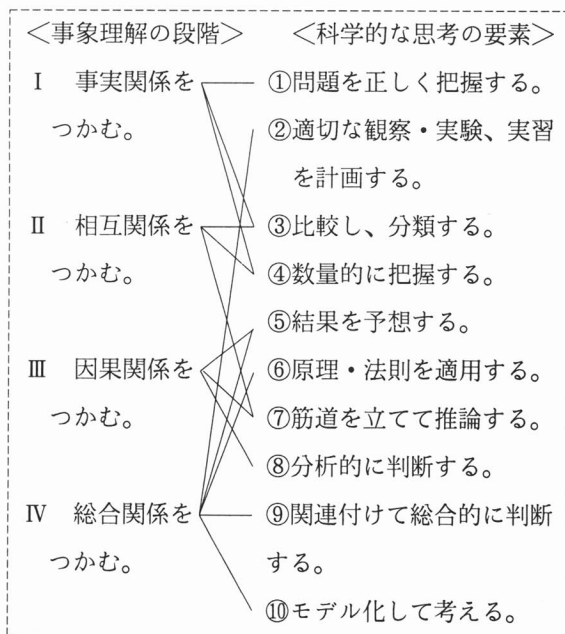 ＜事象理解の段階＞　＜科学的な思考の要素＞
Ⅰ　事実関係を
つかむ。
Ⅱ　相互関係を
つかむ。
Ⅲ　因果関係を
つかむ。
Ⅳ　総合関係を
つかむ。
①問題を正しく把握する。
②適切な観察・実験、実習
を計画する。
③比較し、分類する。
④数量的に把握する。
⑤結果を予想する。
⑥原理・法則を適用する。
⑦筋道を立てて推論する。
⑧分析的に判断する。
⑨関連付けて総合的に判断
する。
⑩モデル化して考える。